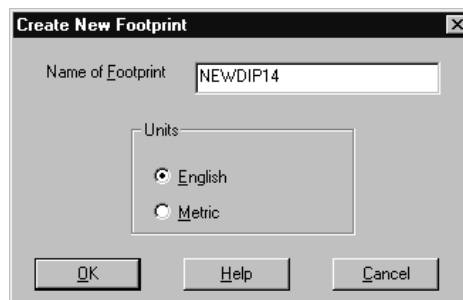 Create New Footprint
Name of Footprint NEWDIP14
Units
English
Metric
OK Help Cancel